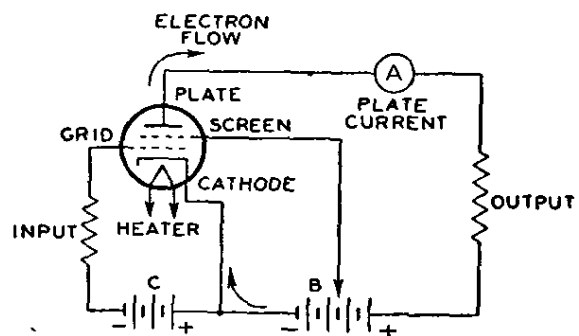 ELECTRON
FLOW
A
PLATE
PLATE
CURRENT
GRID
SCREEN
CATHODE
INPUT
HEATER
OUTPUT
C
B
- +
- +